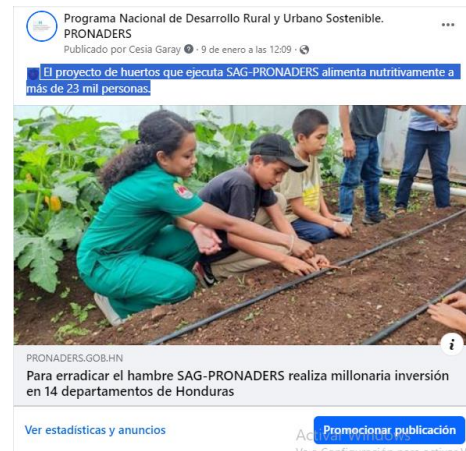 Programa Nacional de Desarrollo Rural y Urbano Sostenible.
PRONADERS
Publicado por Cesia Garay · 9 de enero a las 12:09 ·
El proyecto de huertos que ejecuta SAG-PRONADERS alimenta nutritivamente a
más de 23 mil personas.
PRONADERS.GOB.HN
Para erradicar el hambre SAG-PRONADERS realiza millonaria inversión
en 14 departamentos de Honduras
Ver estadísticas y anuncios
Activar Windows
Promocionar publicación